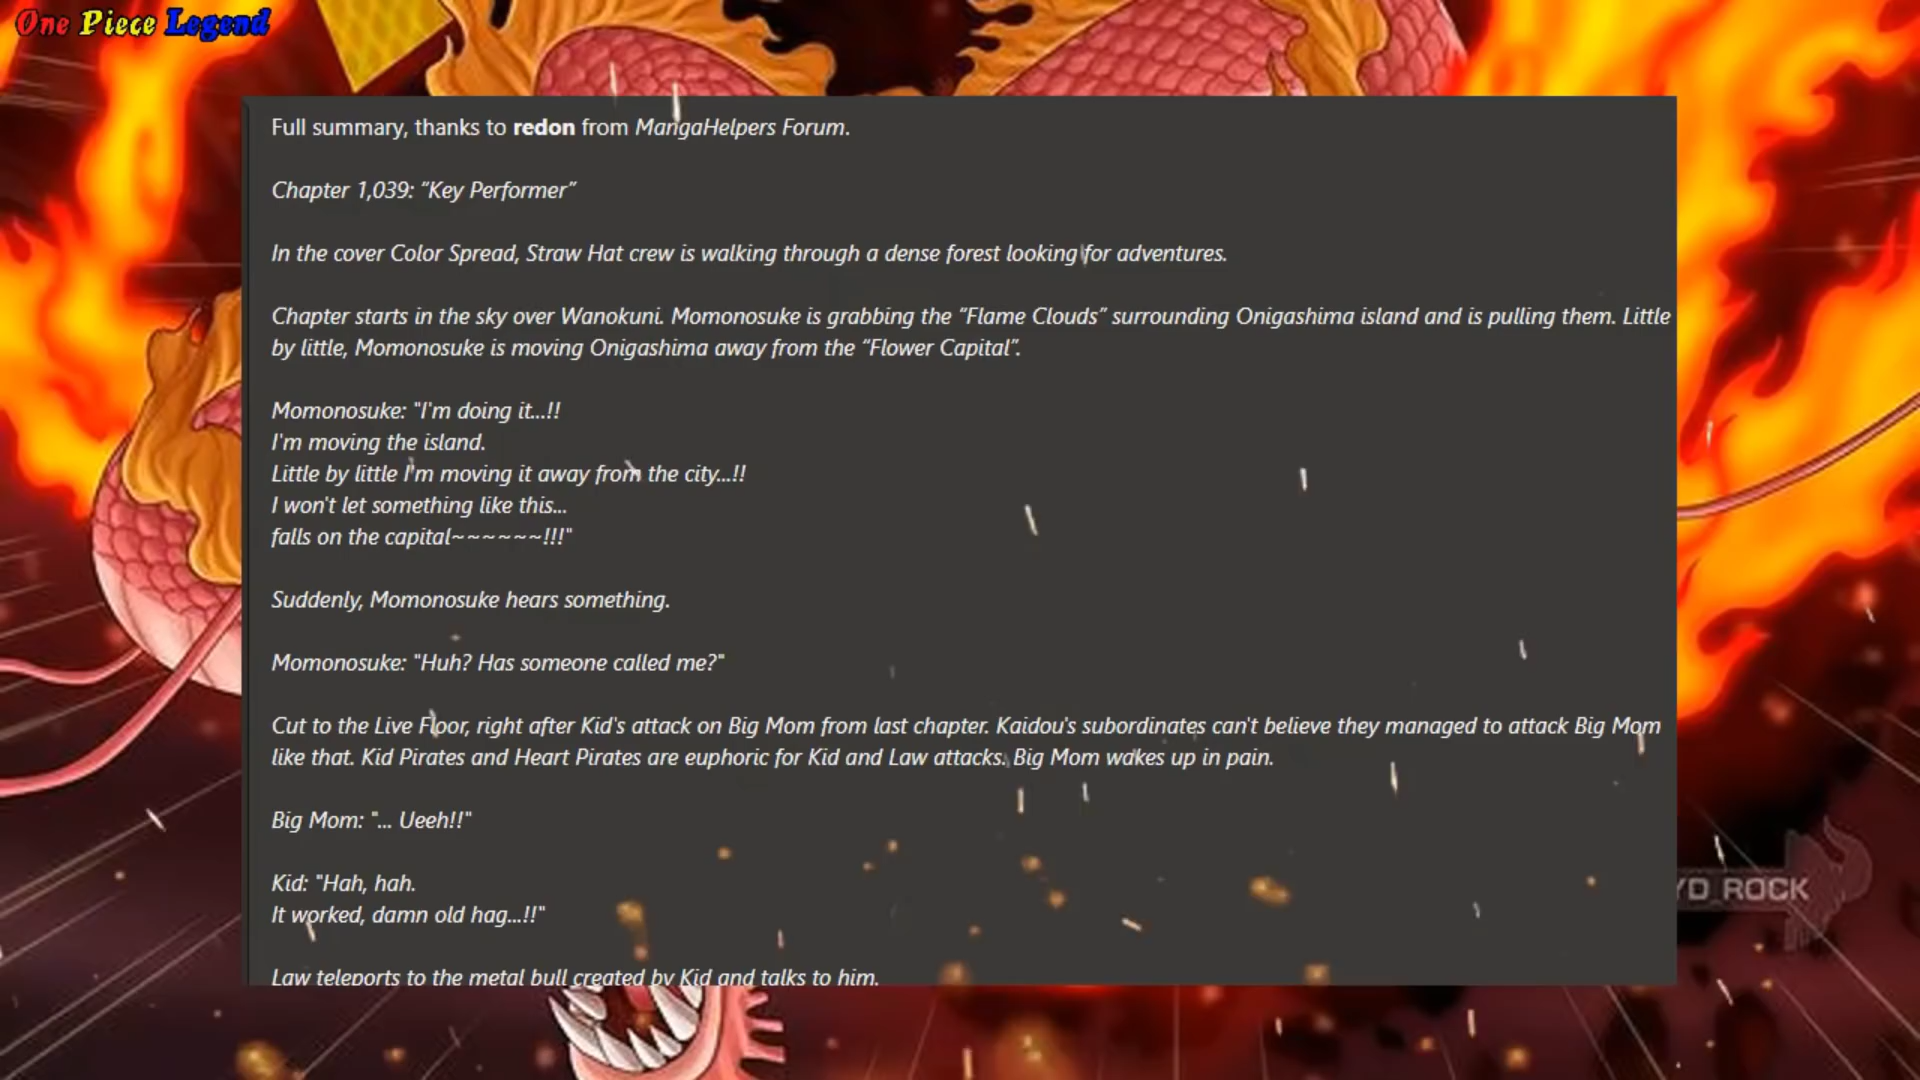 One Piece Legend
Full summary, thanks to redon from MangaHelpers Forum.
Chapter 1,039: “Key Performer”
In the cover Color Spread, Straw Hat crew is walking through a dense forest looking for adventures.
Chapter starts in the sky over Wanokuni. Momonosuke is grabbing the “Flame Clouds” surrounding Onigashima island and is pulling them. Little
by little, Momonosuke is moving Onigashima away from the “Flower Capital”.
Momonosuke: "I'm doing it...!!
I'm moving the island.
Little by little I'm moving it away from the city...!!
I won't let something like this...
falls on the capital~~~~~~!!!"
Suddenly, Momonosuke hears something.
Momonosuke: "Huh? Has someone called me?"
Cut to the Live Floor, right after Kid's attack on Big Mom from last chapter. Kaidou's subordinates can't believe they managed to attack Big Mom
like that. Kid Pirates and Heart Pirates are euphoric for Kid and Law attacks. Big Mom wakes up in pain.
Big Mom: "... Ueeh!!"
Kid: "Hah, hah.
It worked, damn old hag...!!"
YD_ROCK
Law teleports to the metal bull created by Kid and talks to him.